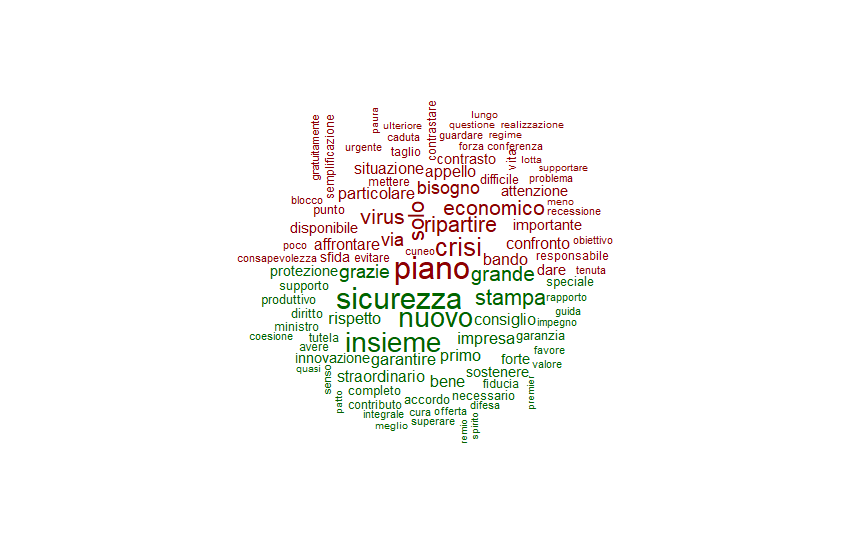 lungo
questione realizzazione
ulteriore
paura
caduta
guardare regime
contrastare
gratuitamente
semplificazione
urgente
taglio
forza conferenza
vita
lotta
contrasto
situazione
appello
supportare
problema
mettere
bisogno
difficile
attenzione
particolare
blocco
punto
virus
solo
economico
meno
recessione
ripartire
importante
disponibile
via
affrontare
crisi
confronto
obiettivo
poco
cuneo
consapevolezza
sfida
evitare
bando
responsabile
protezione
grazie
piano
grande
dare
tenuta
supporto
speciale
produttivo
sicurezza
stampa
rapporto
diritto
rispetto
nuovo
consiglio
guida
impegno
ministro
coesione
tutela
insieme
impresa
garanzia
avere
innovazione
garantire
primo
forte
favore
valore
quasi
senso
straordinario
bene
sostenere
fiducia
premier
completo
necessario
patto
contributo
accordo
difesa
integrale
cura
offerta
meglio
superare
remio
spirito